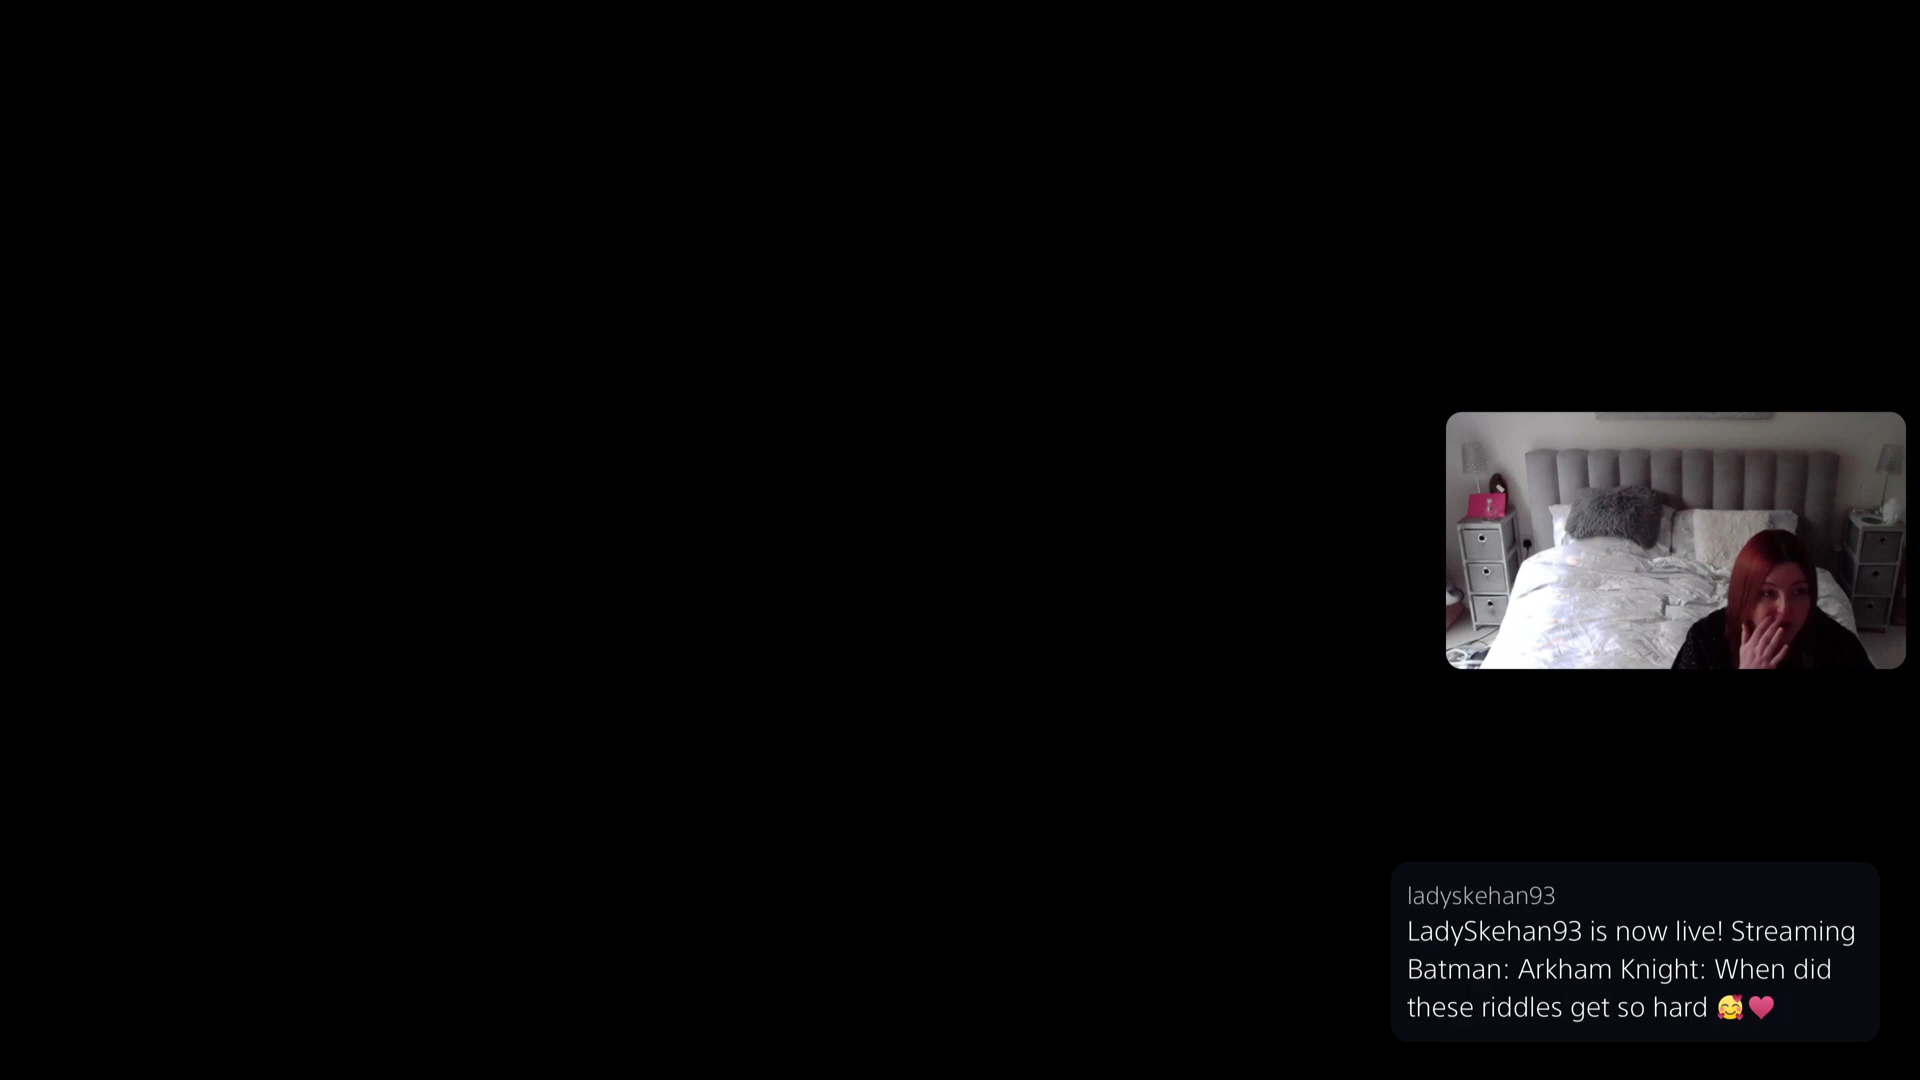 ladyskehan93
LadySkehan93 is now live! Streaming
Batman: Arkham Knight: When did
these riddles get so hard 🥰♥️